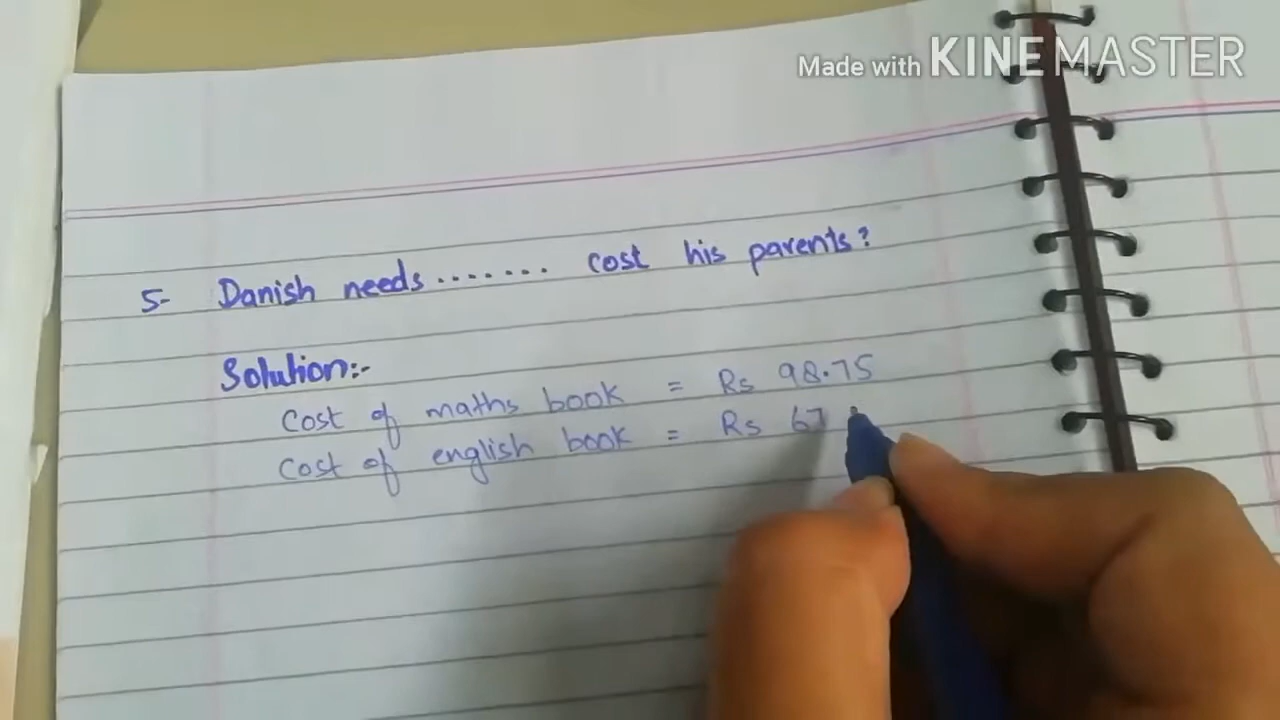 Made with KINEMASTER
5- Danish needs ....... cost his parents?
Solution:-
Cost of maths book = Rs 98.75
Cost of english book = Rs 67